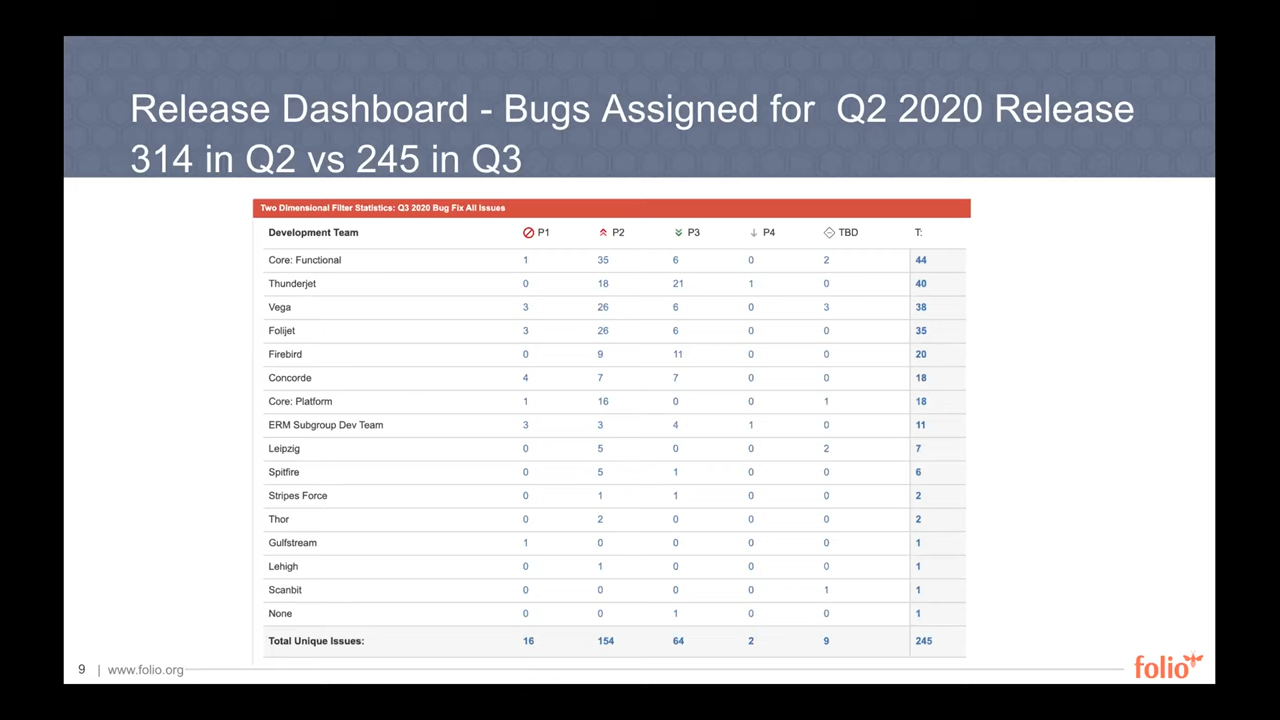 Release Dashboard - Bugs Assigned for  Q2 2020 Release
314 in Q2 vs 245 in Q3
Two Dimensional Filter Statistics: Q3 2020 Bug Fix All Issues
Development Team P1 P2 P3 P4 TBD T:
Core: Functional 1 35 6 0 2 44
Thunderjet 0 18 21 1 0 40
Vega 3 26 6 0 3 38
Folijet 3 26 6 0 0 35
Firebird 0 9 11 0 0 20
Concorde 4 7 7 0 0 18
Core: Platform 1 16 0 0 1 18
ERM Subgroup Dev Team 3 3 4 1 0 11
Leipzig 0 5 0 0 2 7
Spitfire 0 5 1 0 0 6
Stripes Force 0 1 1 0 0 2
Thor 0 2 0 0 0 2
Gulfstream 1 0 0 0 0 1
Lehigh 0 1 0 0 0 1
Scanbit 0 0 0 0 1 1
None 0 0 1 0 0 1
Total Unique Issues: 16 154 64 2 9 245
9 | www.folio.org
folio